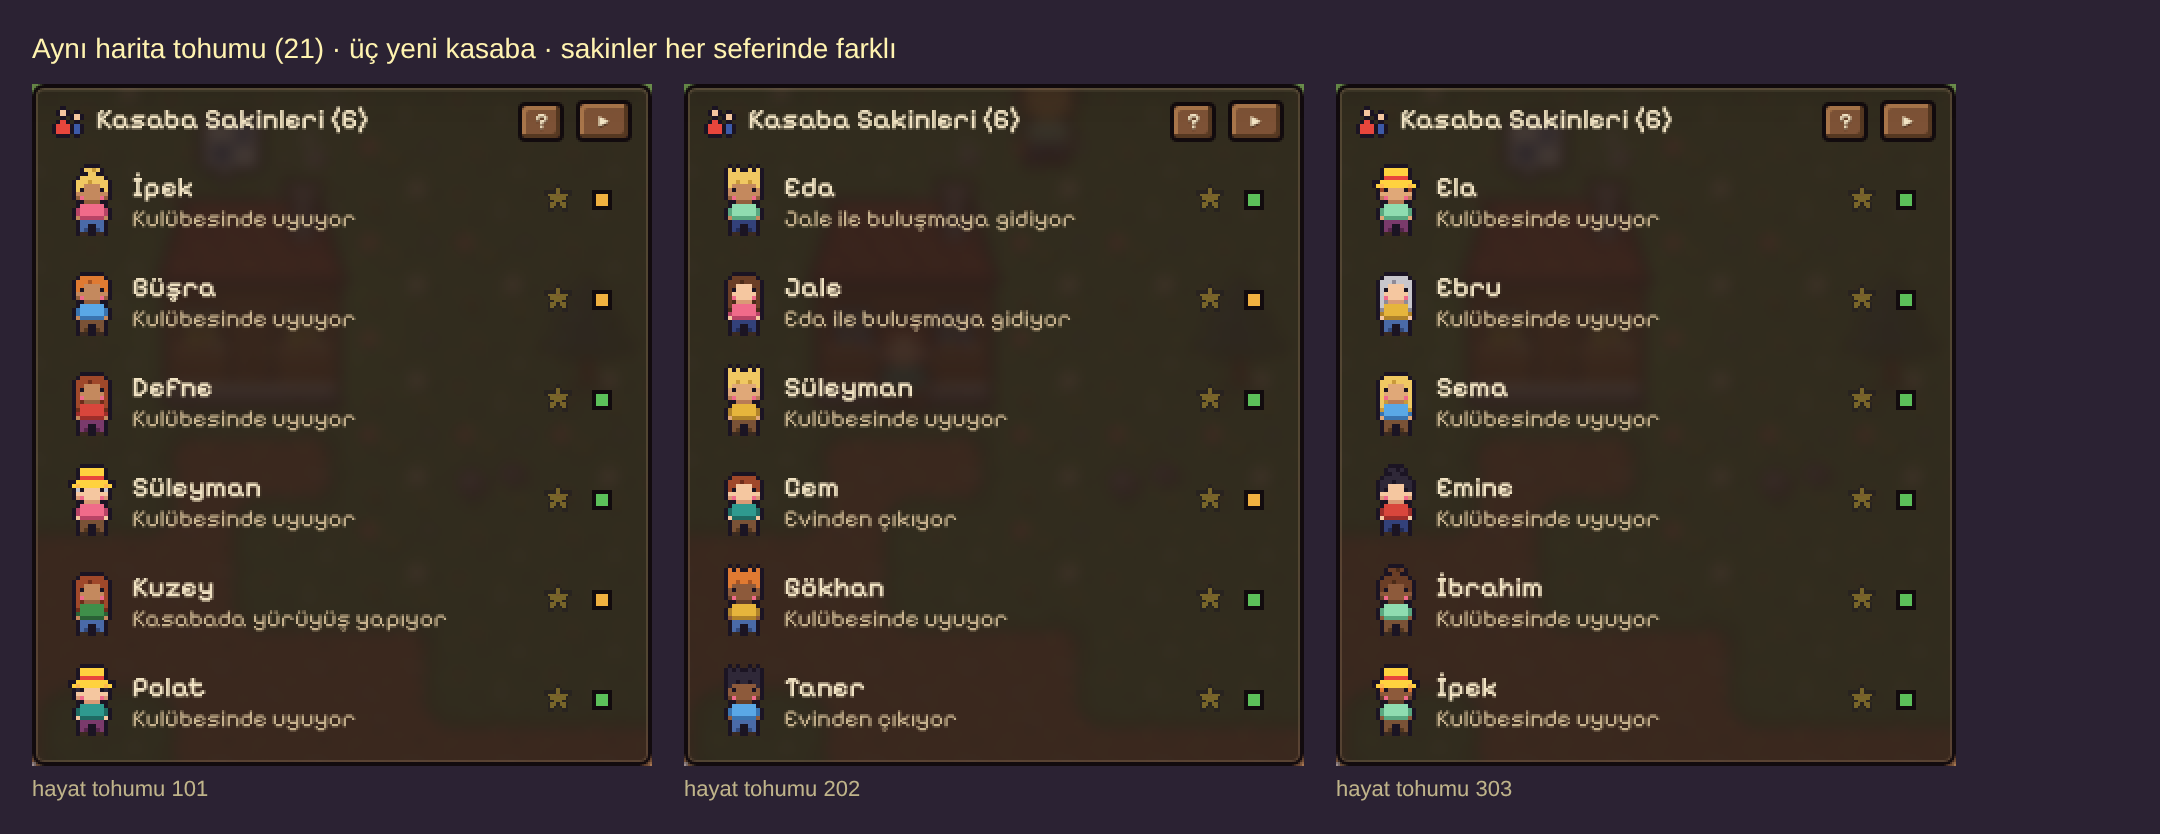 Aynı harita tohumu (21) · üç yeni kasaba · sakinler her seferinde farklı
Kasaba Sakinleri (6)
?
İpek
Kulübesinde uyuyor
Büşra
Kulübesinde uyuyor
Defne
Kulübesinde uyuyor
Süleyman
Kulübesinde uyuyor
Kuzey
Kasabada yürüyüş yapıyor
Polat
Kulübesinde uyuyor
hayat tohumu 101
Kasaba Sakinleri (6)
?
Eda
Jale ile buluşmaya gidiyor
Jale
Eda ile buluşmaya gidiyor
Süleyman
Kulübesinde uyuyor
Cem
Evinden çıkıyor
Gökhan
Kulübesinde uyuyor
Taner
Evinden çıkıyor
hayat tohumu 202
Kasaba Sakinleri (6)
?
Ela
Kulübesinde uyuyor
Ebru
Kulübesinde uyuyor
Sema
Kulübesinde uyuyor
Emine
Kulübesinde uyuyor
İbrahim
Kulübesinde uyuyor
İpek
Kulübesinde uyuyor
hayat tohumu 303